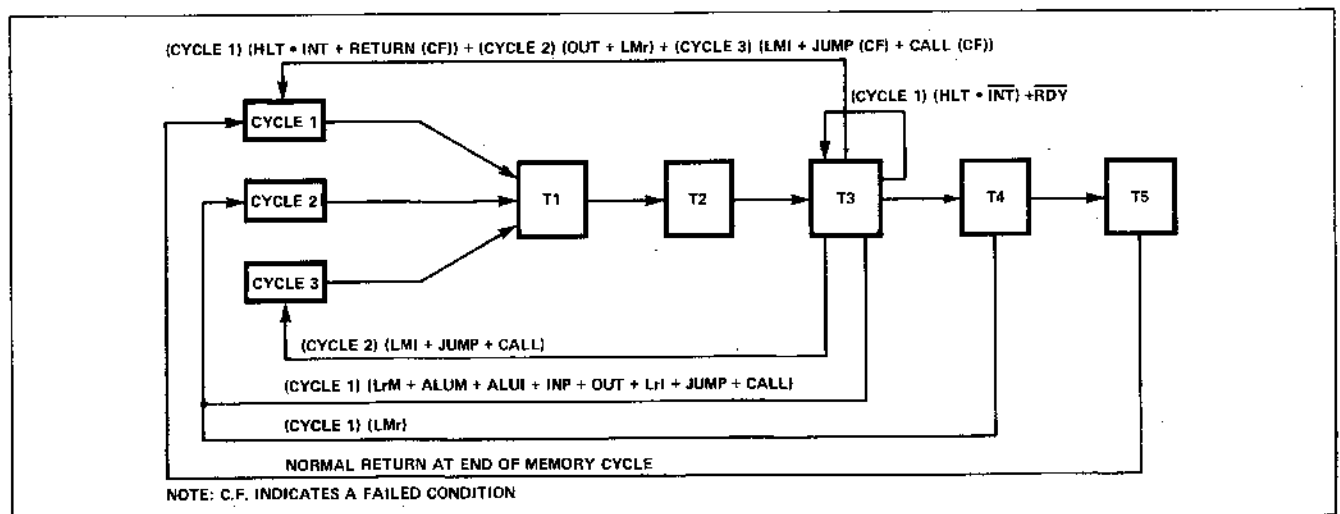 (CYCLE 1) (HLT • INT + RETURN (CF)) + (CYCLE 2) (OUT + LMr) + (CYCLE 3) (LMI + JUMP (CF) + CALL (CF))
(CYCLE 1) (HLT • I̅N̅T̅) + R̅D̅Y̅
CYCLE 1
CYCLE 2
CYCLE 3
T1
T2
T3
T4
T5
(CYCLE 2) (LMI + JUMP + CALL)
(CYCLE 1) (LrM + ALUM + ALUI + INP + OUT + LrI + JUMP + CALL)
(CYCLE 1) (LMr)
NORMAL RETURN AT END OF MEMORY CYCLE
NOTE: C.F. INDICATES A FAILED CONDITION